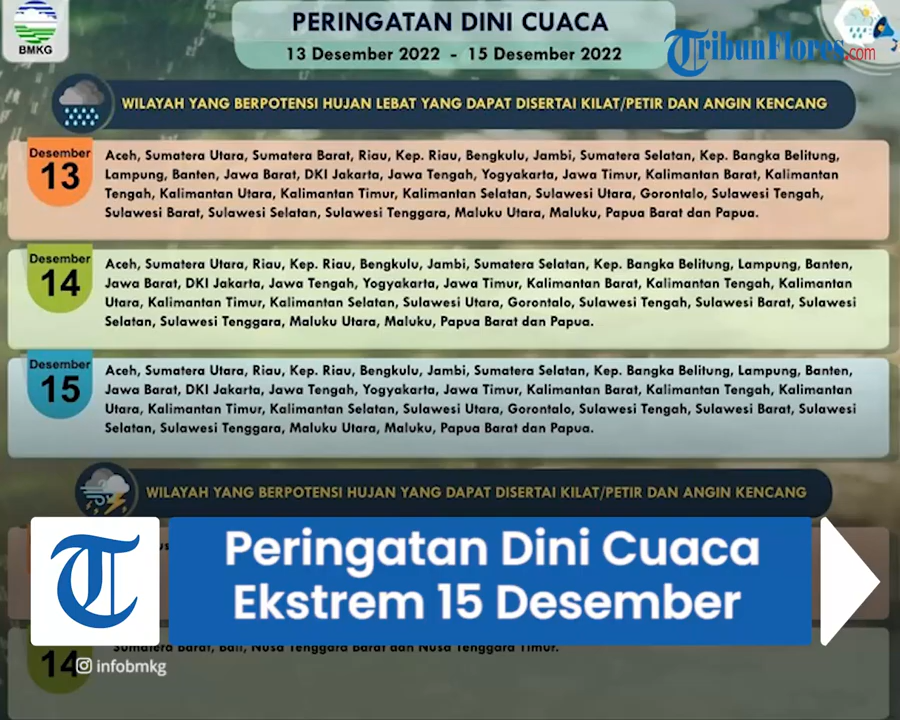 BMKG
PERINGATAN DINI CUACA
13 Desember 2022 - 15 Desember 2022
TribunFlores.com
WILAYAH YANG BERPOTENSI HUJAN LEBAT YANG DAPAT DISERTAI KILAT/PETIR DAN ANGIN KENCANG
Desember
13
Aceh, Sumatera Utara, Sumatera Barat, Riau, Kep. Riau, Bengkulu, Jambi, Sumatera Selatan, Kep. Bangka Belitung,
Lampung, Banten, Jawa Barat, DKI Jakarta, Jawa Tengah, Yogyakarta, Jawa Timur, Kalimantan Barat, Kalimantan
Tengah, Kalimantan Utara, Kalimantan Timur, Kalimantan Selatan, Sulawesi Utara, Gorontalo, Sulawesi Tengah,
Sulawesi Barat, Sulawesi Selatan, Sulawesi Tenggara, Maluku Utara, Maluku, Papua Barat dan Papua.
Desember
14
Aceh, Sumatera Utara, Riau, Kep. Riau, Bengkulu, Jambi, Sumatera Selatan, Kep. Bangka Belitung, Lampung, Banten,
Jawa Barat, DKI Jakarta, Jawa Tengah, Yogyakarta, Jawa Timur, Kalimantan Barat, Kalimantan Tengah, Kalimantan
Utara, Kalimantan Timur, Kalimantan Selatan, Sulawesi Utara, Gorontalo, Sulawesi Tengah, Sulawesi Barat, Sulawesi
Selatan, Sulawesi Tenggara, Maluku Utara, Maluku, Papua Barat dan Papua.
Desember
15
Aceh, Sumatera Utara, Riau, Kep. Riau, Bengkulu, Jambi, Sumatera Selatan, Kep. Bangka Belitung, Lampung, Banten,
Jawa Barat, DKI Jakarta, Jawa Tengah, Yogyakarta, Jawa Timur, Kalimantan Barat, Kalimantan Tengah, Kalimantan
Utara, Kalimantan Timur, Kalimantan Selatan, Sulawesi Utara, Gorontalo, Sulawesi Tengah, Sulawesi Barat, Sulawesi
Selatan, Sulawesi Tenggara, Maluku Utara, Maluku, Papua Barat dan Papua.
WILAYAH YANG BERPOTENSI HUJAN YANG DAPAT DISERTAI KILAT/PETIR DAN ANGIN KENCANG
T
Peringatan Dini Cuaca
Ekstrem 15 Desember
Sumatera Barat, Bali, Nusa Tenggara Barat dan Nusa Tenggara Timur.
14
infobmkg